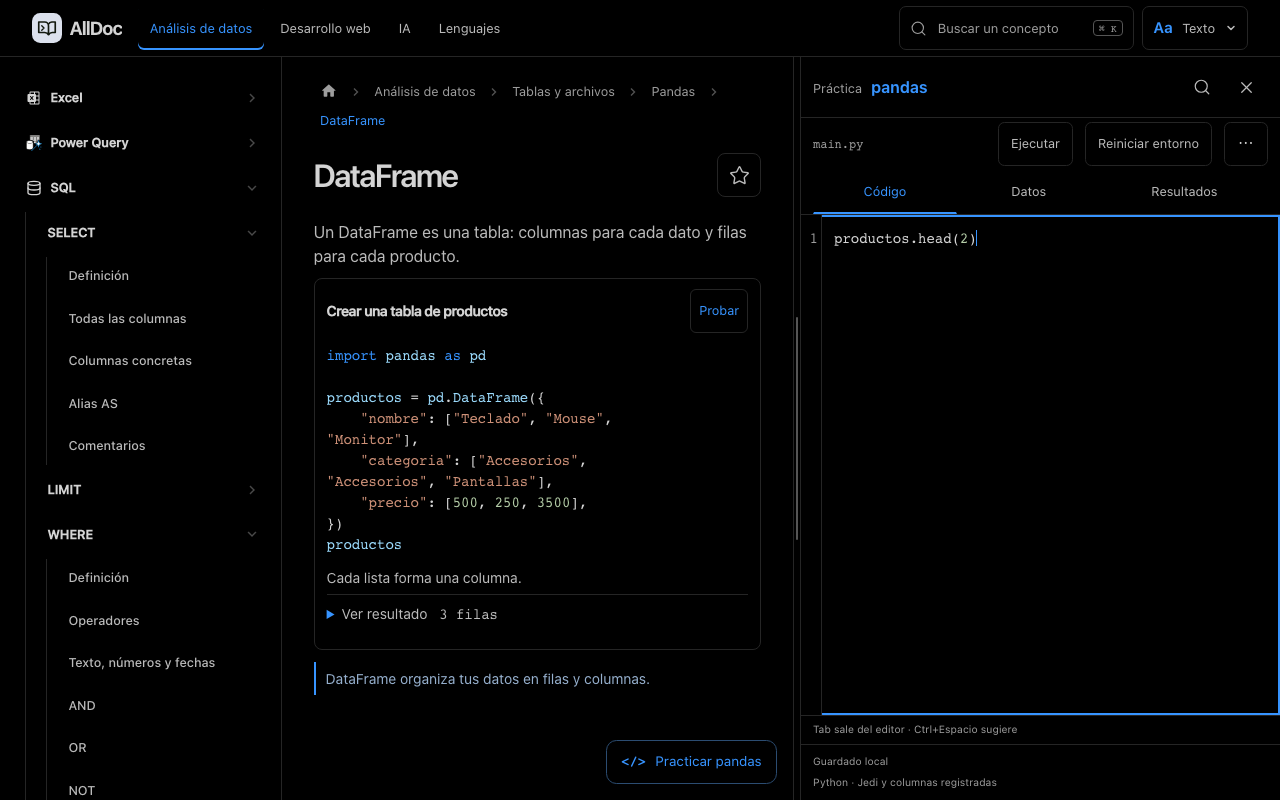 AllDoc
Análisis de datos
Desarrollo web
IA
Lenguajes
Buscar un concepto
⌘ K
Aa Texto
Excel
Power Query
SQL
SELECT
Definición
Todas las columnas
Columnas concretas
Alias AS
Comentarios
LIMIT
WHERE
Definición
Operadores
Texto, números y fechas
AND
OR
NOT
Análisis de datos
Tablas y archivos
Pandas
DataFrame
DataFrame
Un DataFrame es una tabla: columnas para cada dato y filas
para cada producto.
Crear una tabla de productos
Probar
import pandas as pd
productos = pd.DataFrame({
    "nombre": ["Teclado", "Mouse",
"Monitor"],
    "categoria": ["Accesorios",
"Accesorios", "Pantallas"],
    "precio": [500, 250, 3500],
})
productos
Cada lista forma una columna.
Ver resultado 3 filas
DataFrame organiza tus datos en filas y columnas.
</> Practicar pandas
Práctica pandas
main.py
Ejecutar
Reiniciar entorno
...
Código
Datos
Resultados
1 productos.head(2)
Tab sale del editor · Ctrl+Espacio sugiere
Guardado local
Python · Jedi y columnas registradas